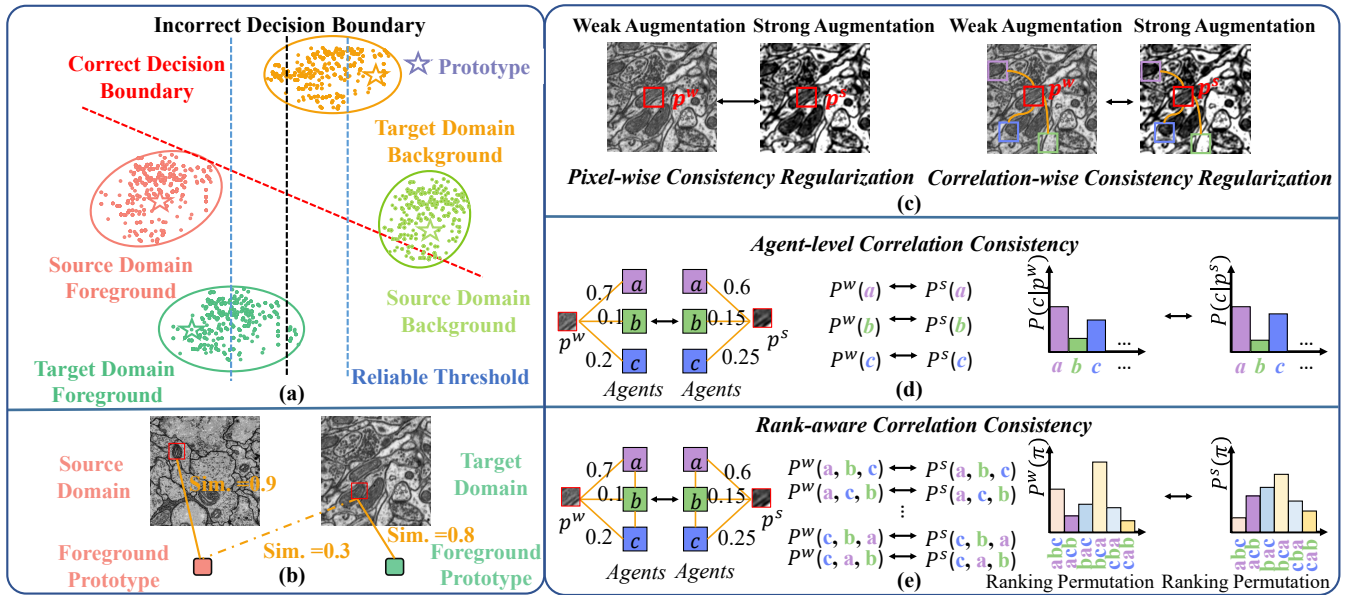 Incorrect Decision Boundary
Correct Decision
Boundary
Prototype
Target Domain
Background
Source Domain
Foreground
Source Domain
Background
Target Domain
Foreground
Reliable Threshold
(a)
Source
Domain
Target
Domain
Sim. =0.9
Sim. =0.3
Sim. =0.8
Foreground
Prototype
Foreground
Prototype
(b)
Weak Augmentation Strong Augmentation
Weak Augmentation Strong Augmentation
p^w
p^s
p^w
p^s
Pixel-wise Consistency Regularization
Correlation-wise Consistency Regularization
(c)
Agent-level Correlation Consistency
0.7 a a 0.6
p^w 0.1 b b 0.15 p^s
0.2 c c 0.25
Agents Agents
P^w(a) P^s(a)
P^w(b) P^s(b)
P^w(c) P^s(c)
P(c|p^w)
a b c ...
...
P(c|p^s)
a b c ...
...
(d)
Rank-aware Correlation Consistency
0.7 a a 0.6
p^w 0.1 b b 0.15 p^s
0.2 c c 0.25
Agents Agents
P^w(a, b, c) P^s(a, b, c)
P^w(a, c, b) P^s(a, c, b)
⋮
P^w(c, b, a) P^s(c, b, a)
P^w(c, a, b) P^s(c, a, b)
P^w(π)
abc acb bac bca cba cab
Ranking Permutation
P^s(π)
abc acb bac bca cba cab
Ranking Permutation
(e)